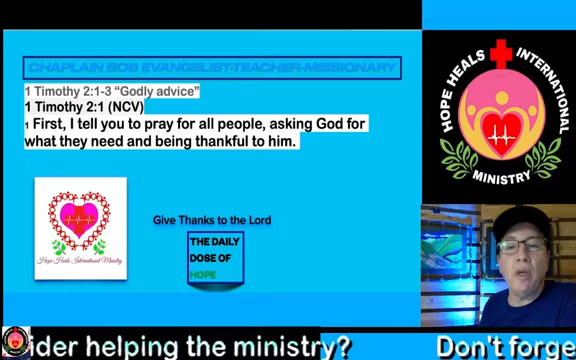 CHAPLAIN BOB EVANGELIST-TEACHER-MISSIONARY
1 Timothy 2:1-3 “Godly advice”
1 Timothy 2:1 (NCV)
1 First, I tell you to pray for all people, asking God for
what they need and being thankful to him.
Hope Heals International Ministry
Give Thanks to the Lord
THE DAILY
DOSE OF
HOPE
HOPE HEALS INTERNATIONAL
MINISTRY
ider helping the ministry?
Don't forge